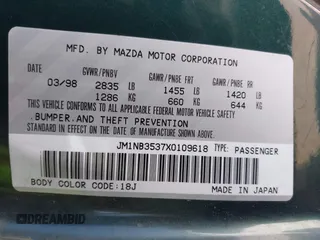 MFD. BY MAZDA MOTOR CORPORATION
DATE GVWR/PNBV GAWR/PNBE FRT GAWR/PNBE RR
03/98 2835 LB 1455 LB 1420 LB
1286 KG 660 KG 644 KG
THIS VEHICLE CONFORMS TO ALL APPLICABLE FEDERAL MOTOR VEHICLE
SAFETY STANDARDS IN EFFECT ON THE DATE OF MANUFACTURE SHOWN ABOVE.
BUMPER, AND THEFT PREVENTION
JM1NB3537X0109618 TYPE: PASSENGER
BODY COLOR CODE:18J MADE IN JAPAN
© DREAMBID